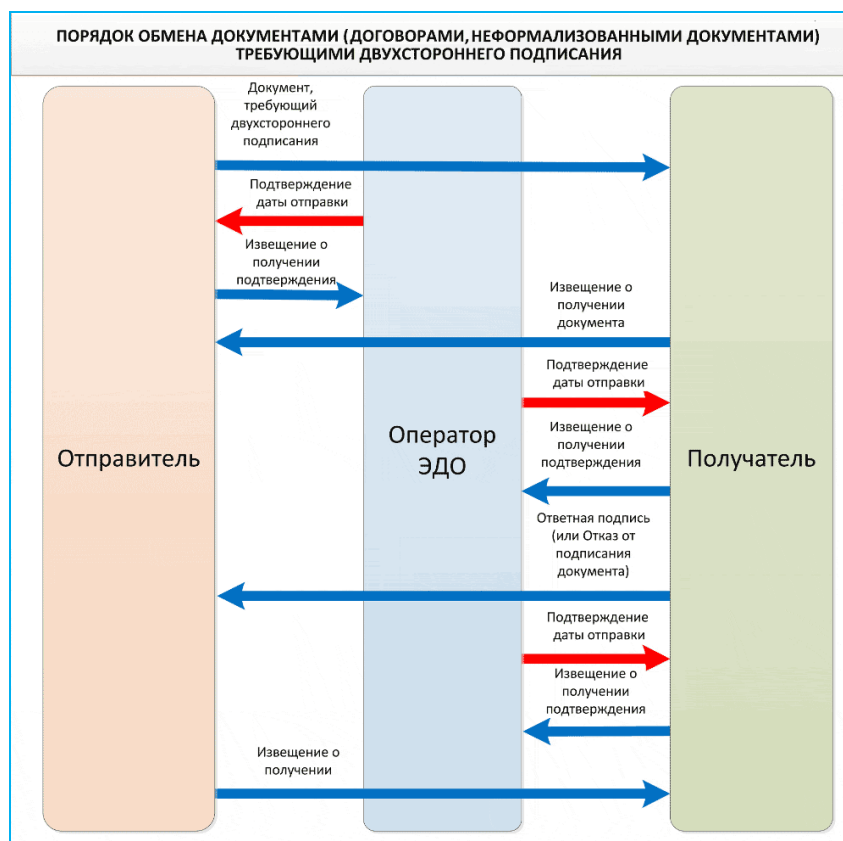 ПОРЯДОК ОБМЕНА ДОКУМЕНТАМИ (ДОГОВОРАМИ, НЕФОРМАЛИЗОВАННЫМИ ДОКУМЕНТАМИ)
ТРЕБУЮЩИМИ ДВУХСТОРОННЕГО ПОДПИСАНИЯ
Документ,
требующий
двухстороннего
подписания
Подтверждение
даты отправки
Извещение о
получении
подтверждения
Извещение о
получении
документа
Подтверждение
даты отправки
Отправитель
Оператор
ЭДО
Получатель
Извещение о
получении
подтверждения
Ответная подпись
(или Отказ от
подписания
документа)
Подтверждение
даты отправки
Извещение о
получении
подтверждения
Извещение о
получении